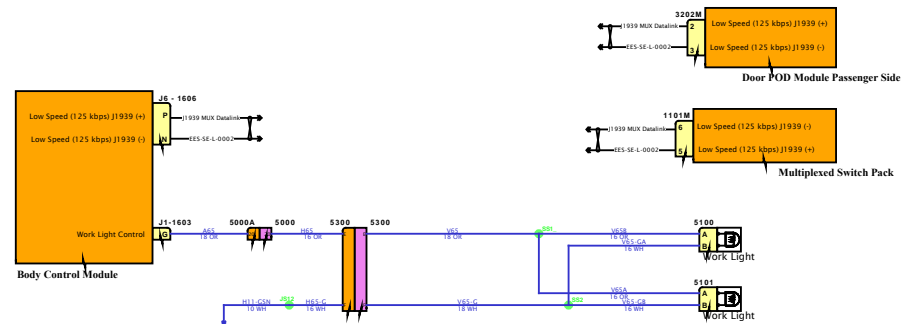 3202M
J1939 MUX Datalink
2
Low Speed (125 kbps) J1939 (+)
EES-SE-L-0002
3
Low Speed (125 kbps) J1939 (-)
Door POD Module Passenger Side
J6 - 1606
Low Speed (125 kbps) J1939 (+)
P
J1939 MUX Datalink
Low Speed (125 kbps) J1939 (-)
N
EES-SE-L-0002
1101M
J1939 MUX Datalink
6
Low Speed (125 kbps) J1939 (-)
EES-SE-L-0002
5
Low Speed (125 kbps) J1939 (+)
Multiplexed Switch Pack
J1-1603
5000A
5000
5300
5300
5100
Work Light Control
G
A65
18 OR
H65
16 OR
V65
18 OR
SS1
V65B
16 OR
A
V65-GA
16 WH
B
Work Light
Body Control Module
5101
V65A
16 OR
A
H11-GSN
10 WH
JS12
H65-G
16 WH
V65-G
18 WH
SS2
V65-GB
16 WH
B
Work Light